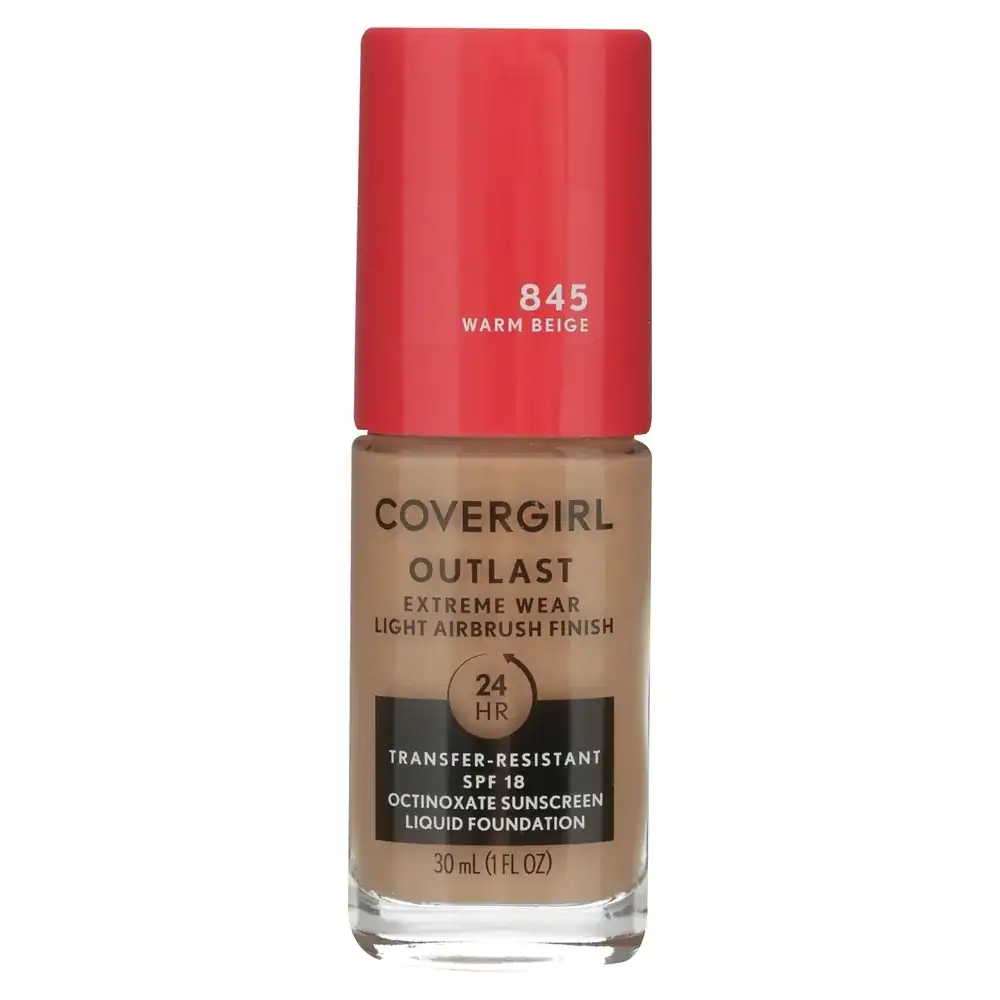 845
WARM BEIGE
COVERGIRL
OUTLAST
EXTREME WEAR
LIGHT AIRBRUSH FINISH
24
HR
TRANSFER-RESISTANT
SPF 18
OCTINOXATE SUNSCREEN
LIQUID FOUNDATION
30 mL (1 FL OZ)